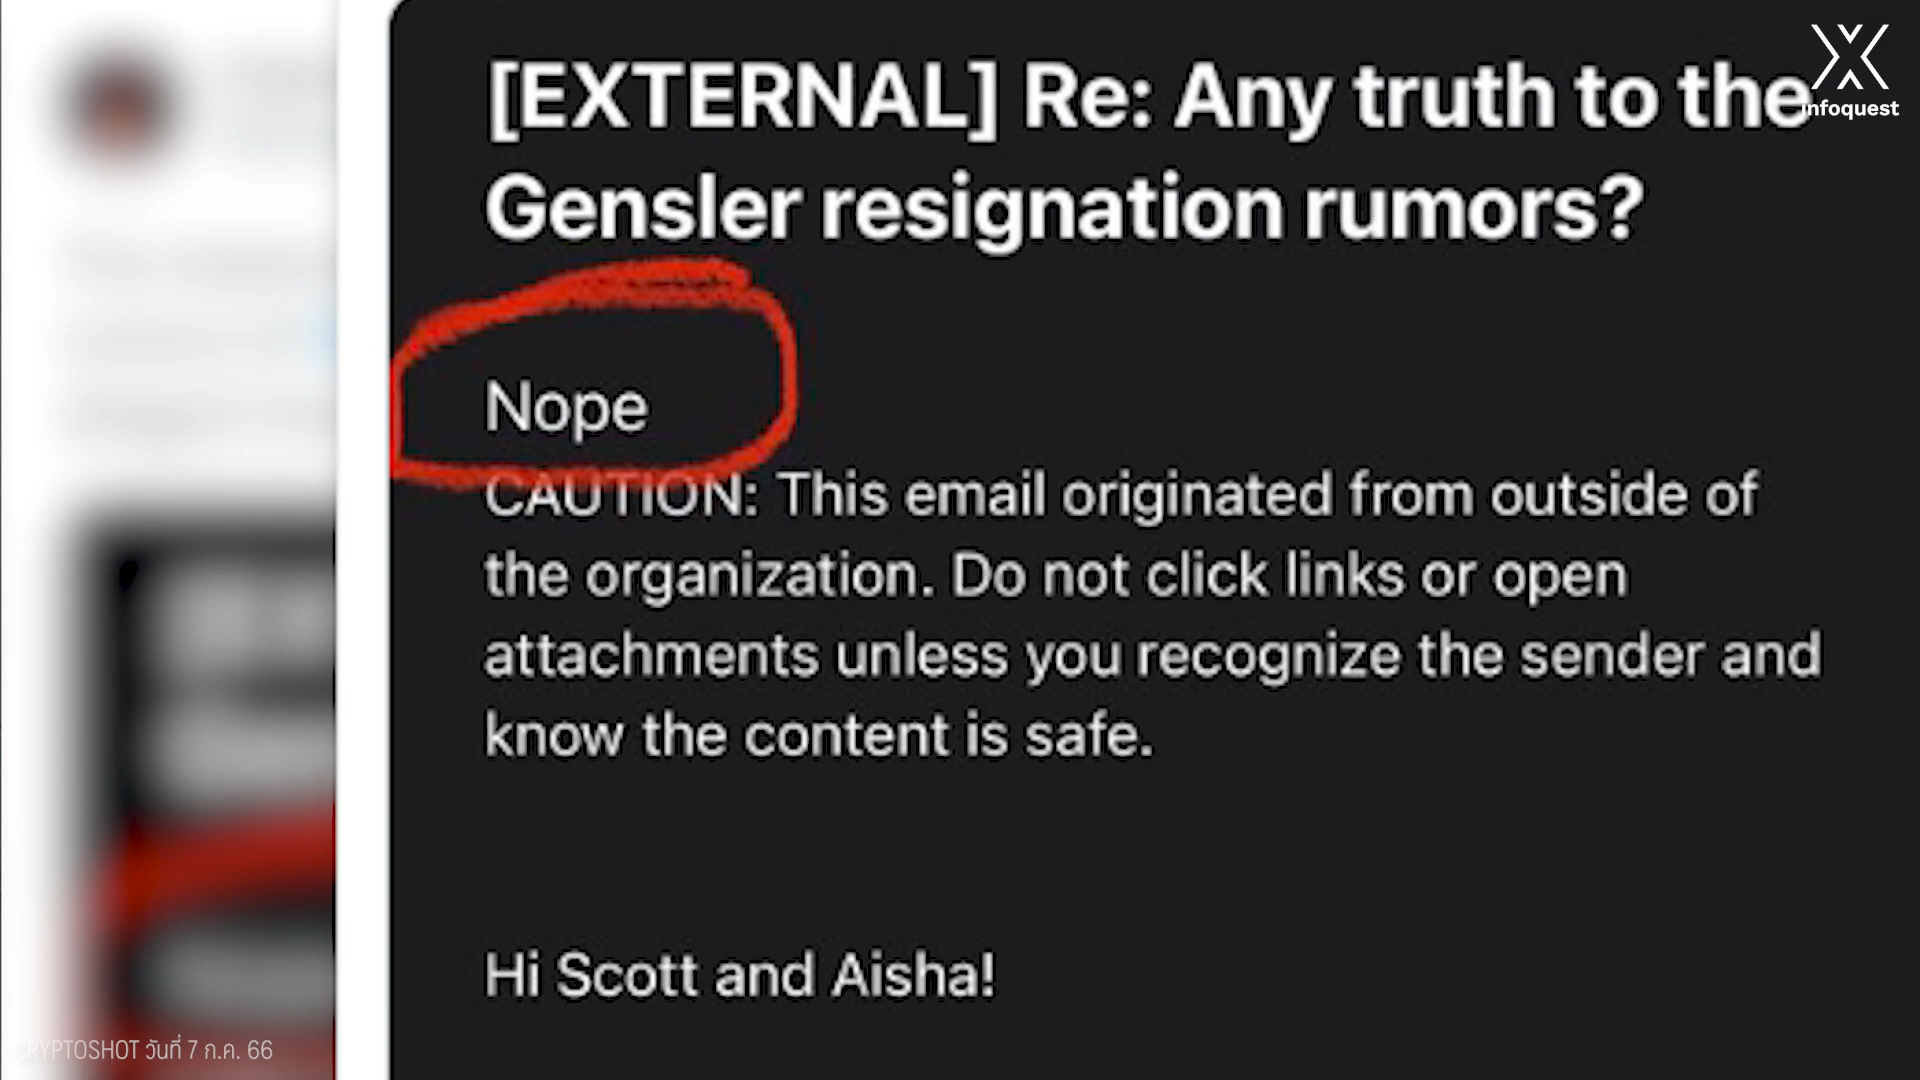 [EXTERNAL] Re: Any truth to the
Gensler resignation rumors?
infoquest
Nope
CAUTION: This email originated from outside of
the organization. Do not click links or open
attachments unless you recognize the sender and
know the content is safe.
Hi Scott and Aisha!
CRYPTOSHOT วันที่ 7 ก.ค. 66